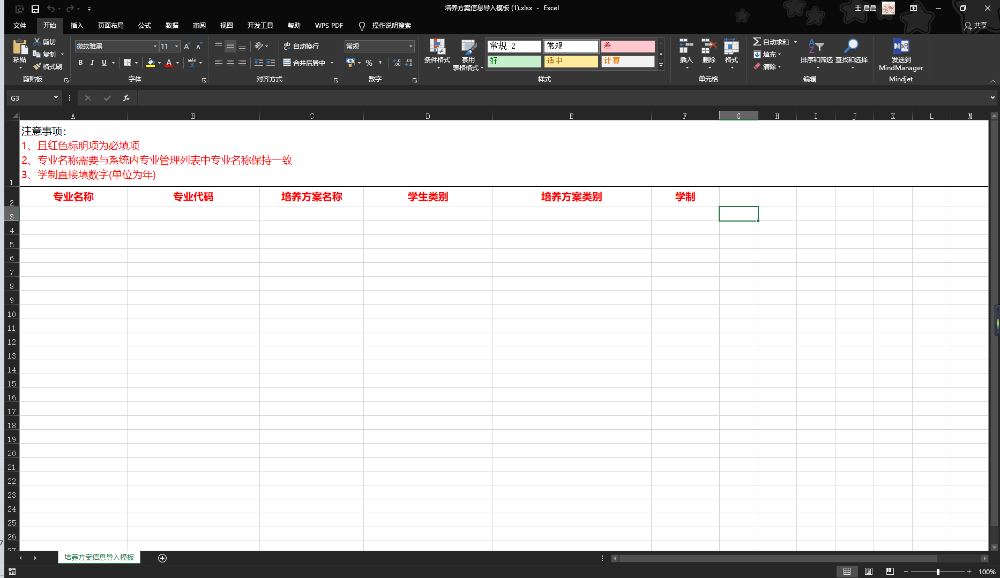 培养方案信息导入模板 (1).xlsx - Excel
王 晨晨
文件 开始 插入 页面布局 公式 数据 审阅 视图 开发工具 帮助 WPS PDF 操作说明搜索 共享
粘贴 剪切 复制 格式刷
剪贴板
微软雅黑 11 A A
B I U A wén 文
字体
ab 自动换行
合并后居中
对齐方式
常规
% , .00 .00
数字
条件格式 套用 表格格式
常规 2 常规 差
好 适中 计算
样式
插入 删除 格式
单元格
自动求和
填充
清除
排序和筛选 查找和选择
编辑
发送到
MindManager
Mindjet
G3 fx
A B C D E F G H I J K L M
注意事项:
1、且红色标明项为必填项
2、专业名称需要与系统内专业管理列表中专业名称保持一致
3、学制直接填数字(单位为年)
1
2 专业名称 专业代码 培养方案名称 学生类别 培养方案类别 学制
3
4
5
6
7
8
9
10
11
12
13
14
15
16
17
18
19
20
21
22
23
24
25
26
27
培养方案信息导入模板
100%